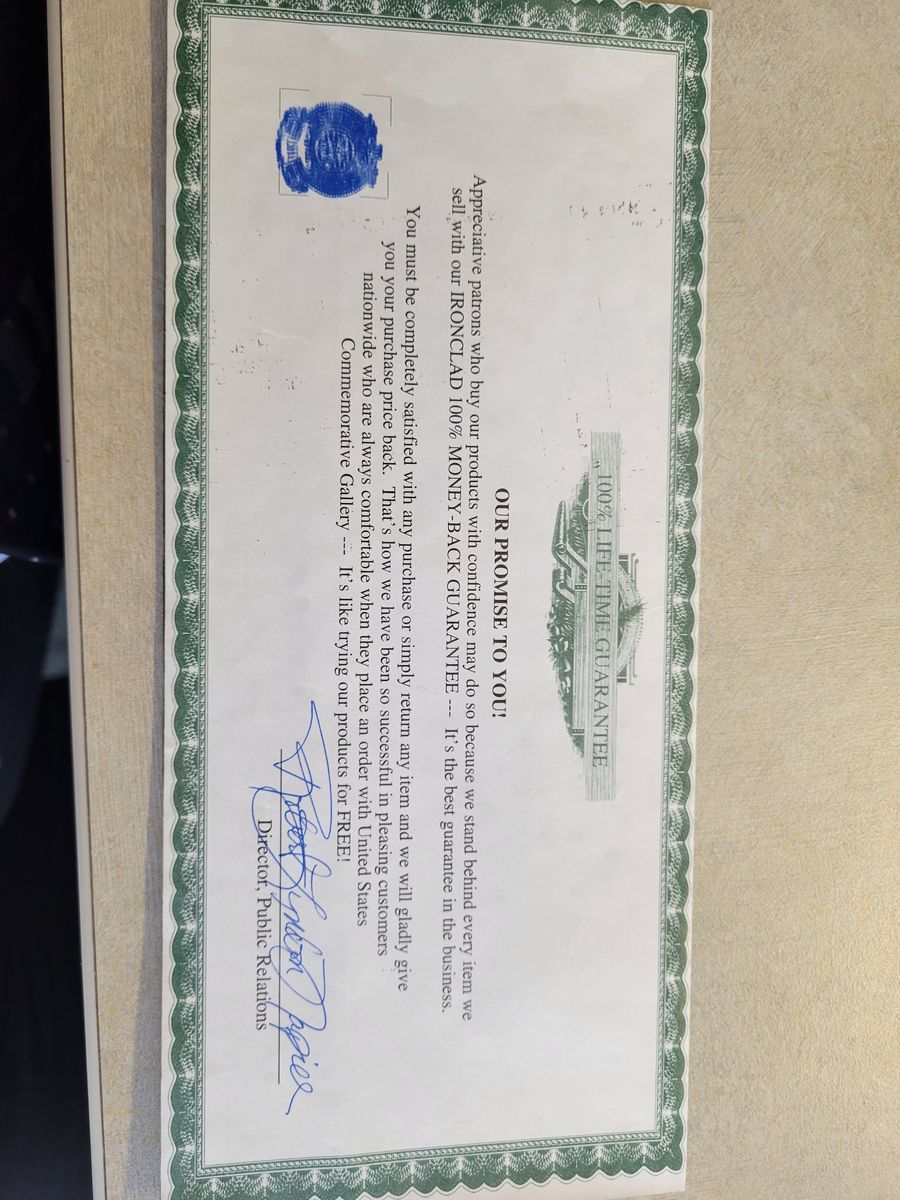 "100% LIFE-TIME GUARANTEE
OUR PROMISE TO YOU!
Appreciative patrons who buy our products with confidence may do so because we stand behind every item we
sell with our IRONCLAD 100% MONEY-BACK GUARANTEE --- It's the best guarantee in the business.
You must be completely satisfied with any purchase or simply return any item and we will gladly give
you your purchase price back. That's how we have been so successful in pleasing customers
nationwide who are always comfortable when they place an order with United States
Commemorative Gallery --- It's like trying our products for FREE!
Robert Lyndon Napier
Director, Public Relations